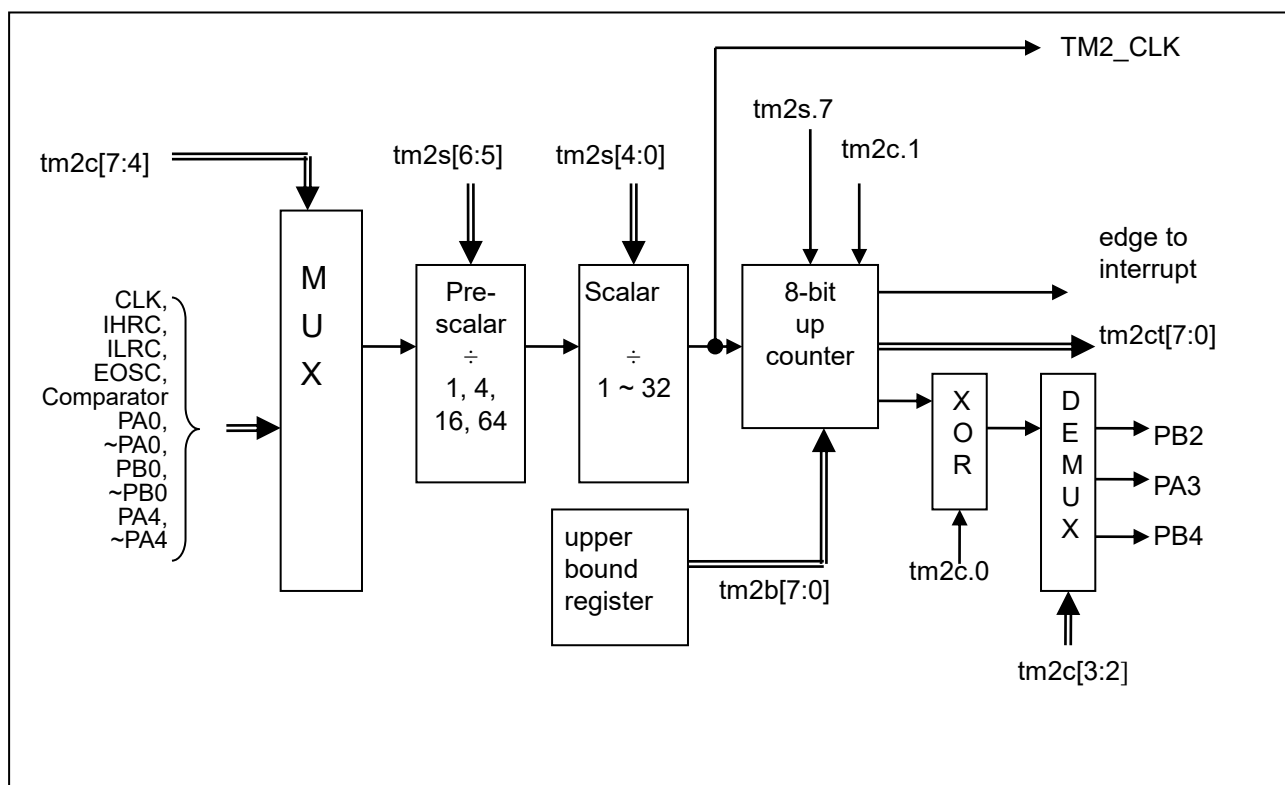 TM2_CLK
tm2s.7
tm2c[7:4]
tm2s[6:5]
tm2s[4:0]
tm2c.1
edge to
interrupt
M
U
X
Pre-
scalar
÷
1, 4,
16, 64
Scalar
÷
1 ~ 32
8-bit
up
counter
tm2ct[7:0]
CLK,
IHRC,
ILRC,
EOSC,
Comparator
PA0,
~PA0,
PB0,
~PB0
PA4,
~PA4
X
O
R
D
E
M
U
X
PB2
PA3
PB4
upper
bound
register
tm2b[7:0]
tm2c.0
tm2c[3:2]